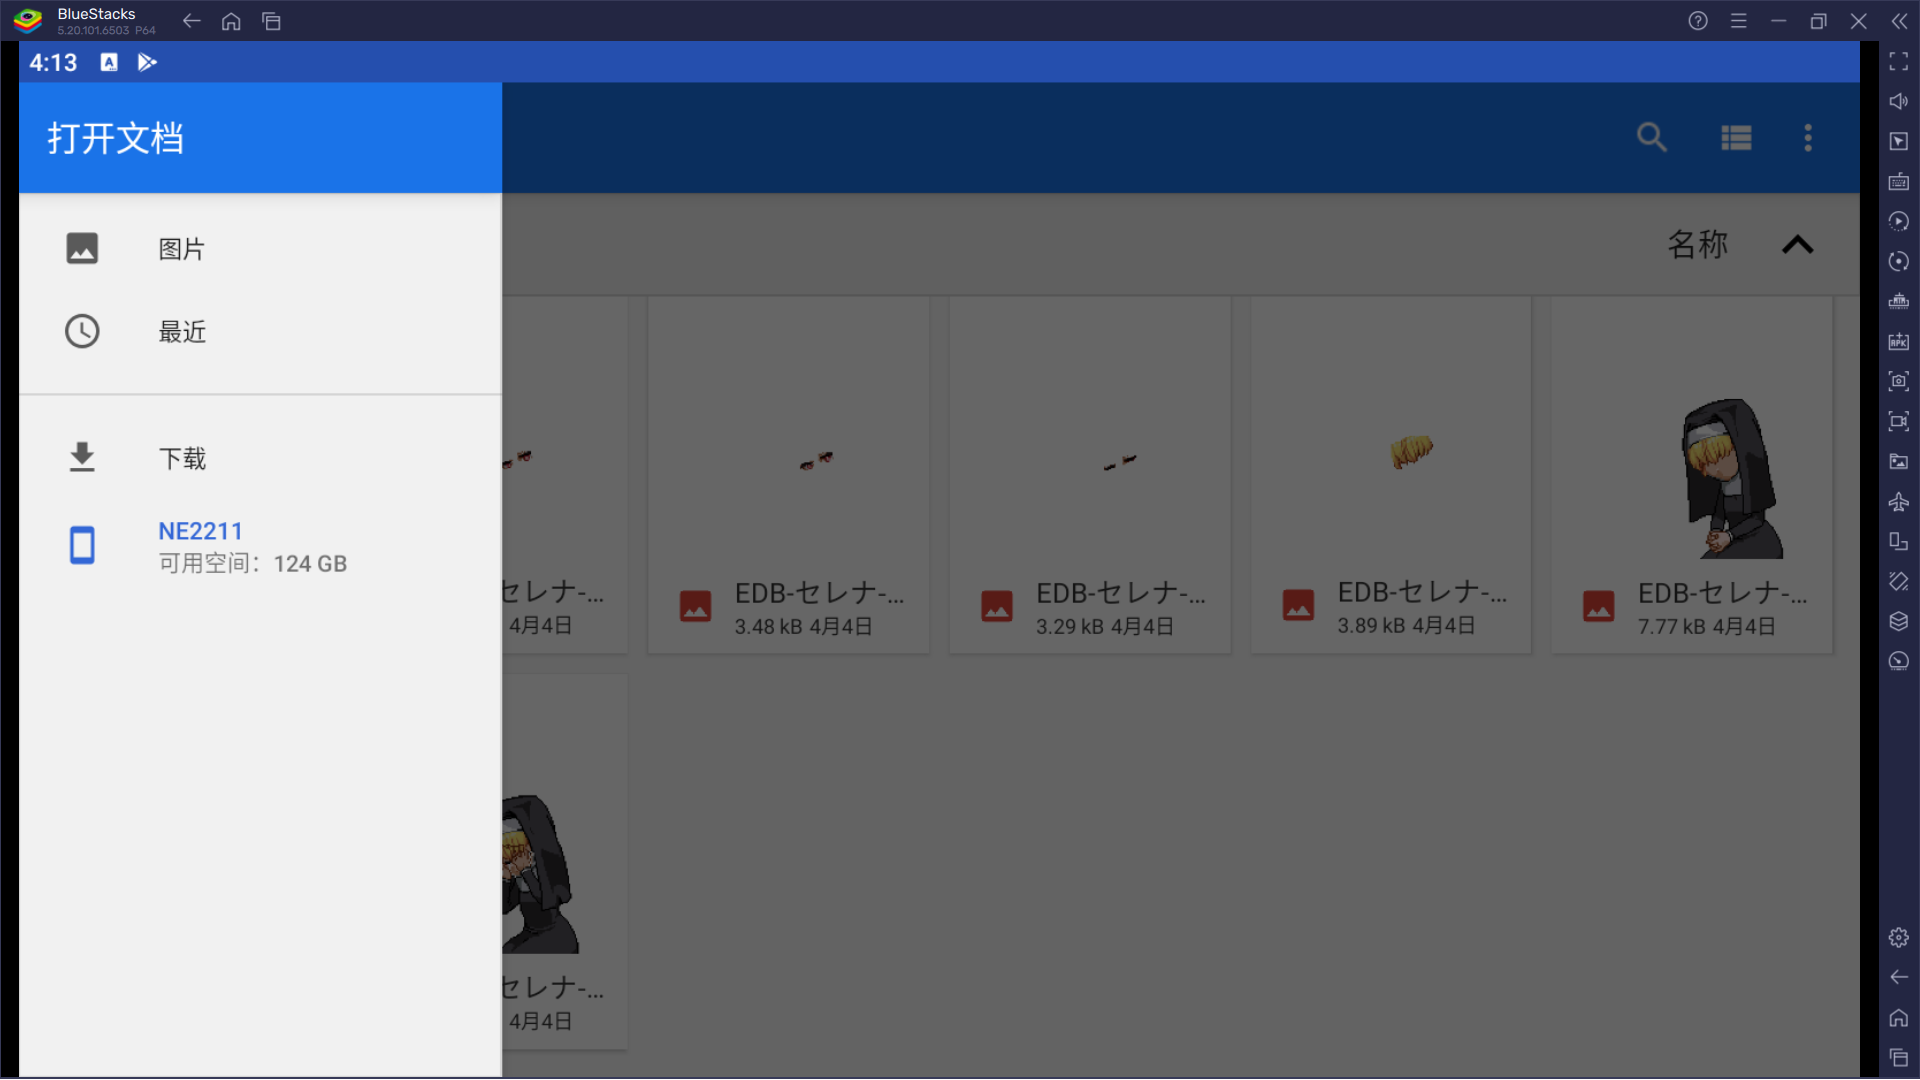 BlueStacks
5.20.101.6503 P64
4:13
打开文档
图片
最近
下载
NE2211
可用空间：124 GB
名称
セレナ-...
4月4日
EDB-セレナ-...
3.48 kB 4月4日
EDB-セレナ-...
3.29 kB 4月4日
EDB-セレナ-...
3.89 kB 4月4日
EDB-セレナ-...
7.77 kB 4月4日
セレナ-...
4月4日